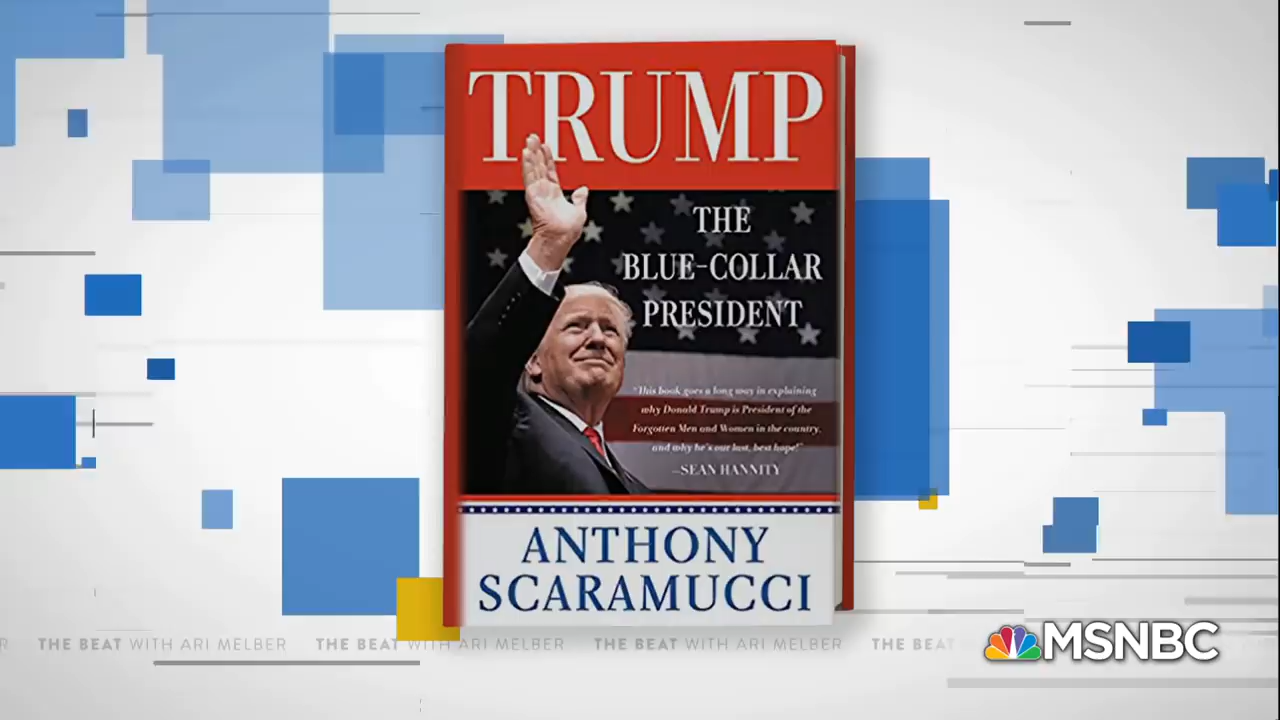 TRUMP
THE
BLUE-COLLAR
PRESIDENT
"This book goes a long way in explaining
why Donald Trump is President of the
Forgotten Men and Women in the country,
and why he's our last, best hope!"
—SEAN HANNITY
ANTHONY
SCARAMUCCI
R THE BEAT WITH ARI MELBER THE BEAT WITH ARI MELBER THE BEAT WITH ARI MELBER THE BEAT
MSNBC